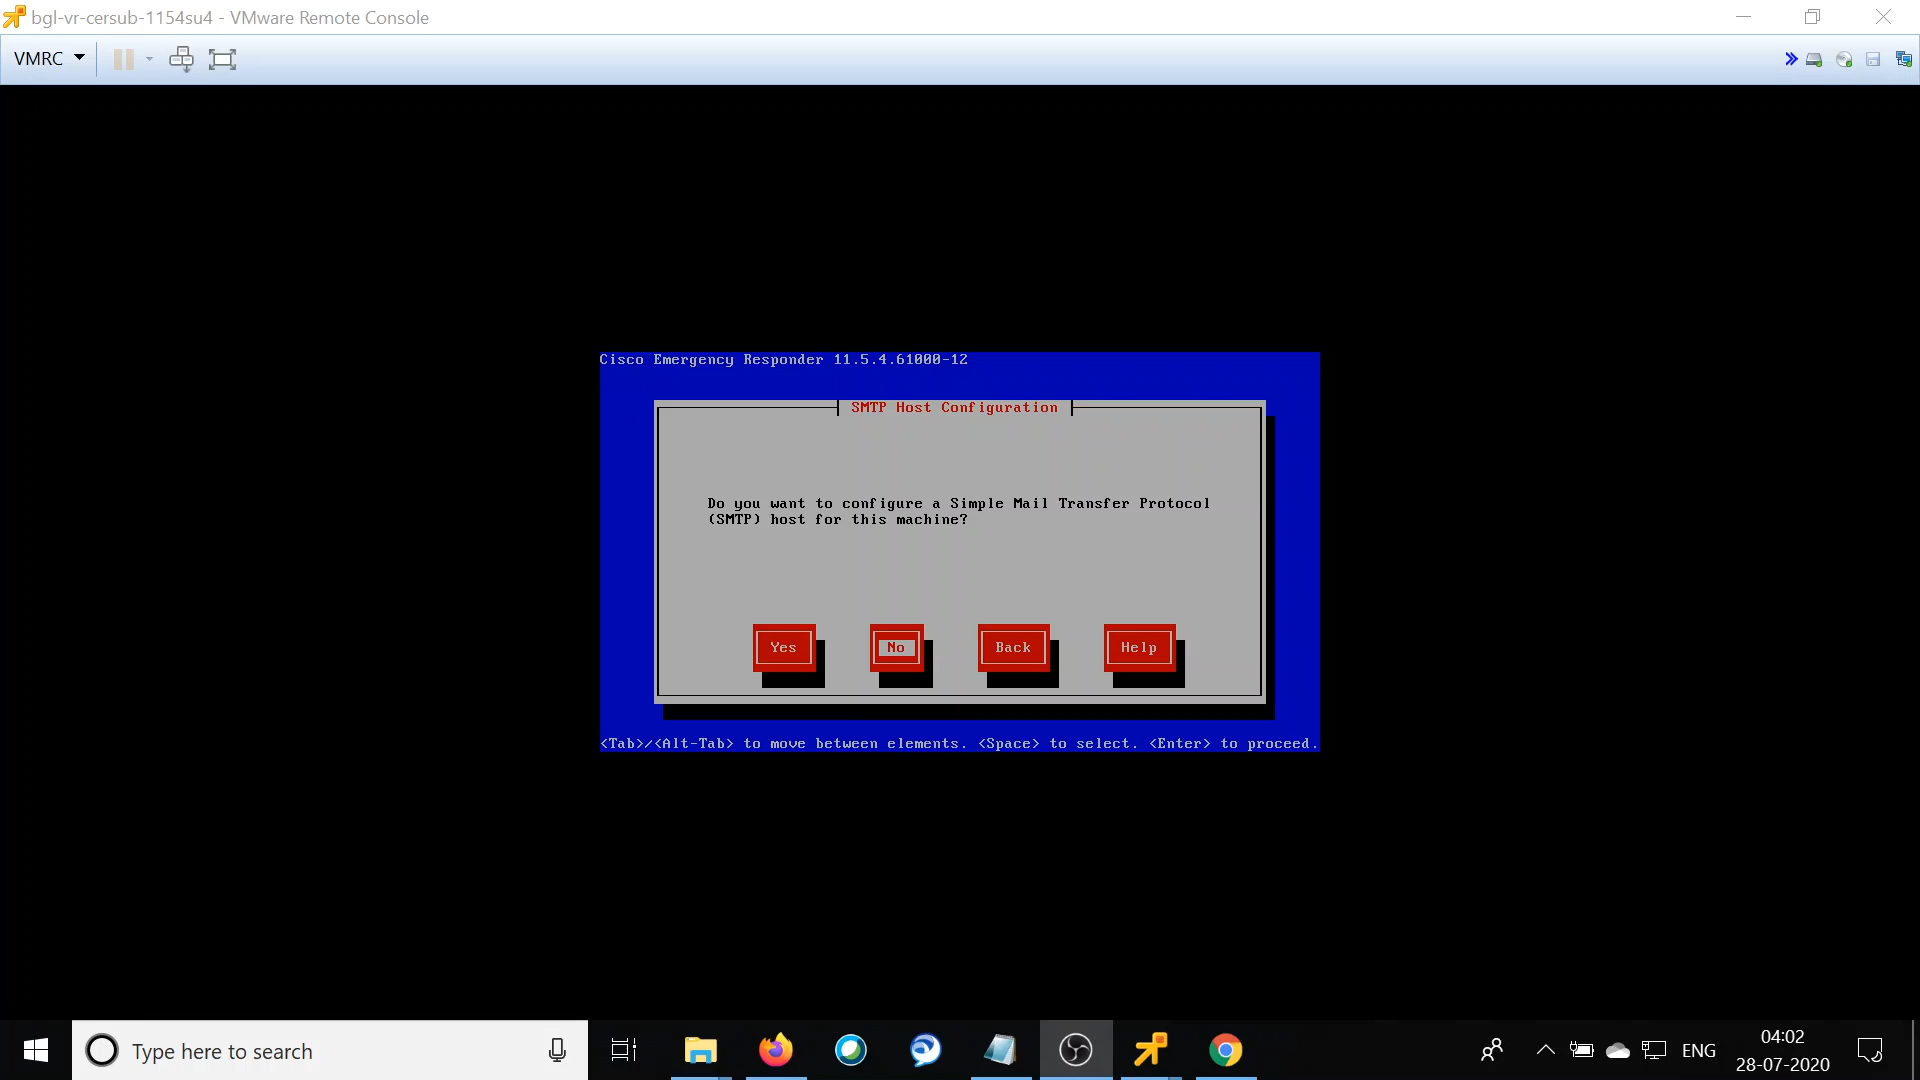 bgl-vr-cersub-1154su4 - VMware Remote Console
VMRC
Cisco Emergency Responder 11.5.4.61000-12
SMTP Host Configuration
Do you want to configure a Simple Mail Transfer Protocol
(SMTP) host for this machine?
Yes No Back Help
<Tab>/<Alt-Tab> to move between elements. <Space> to select. <Enter> to proceed.
Type here to search
ENG
04:02
28-07-2020